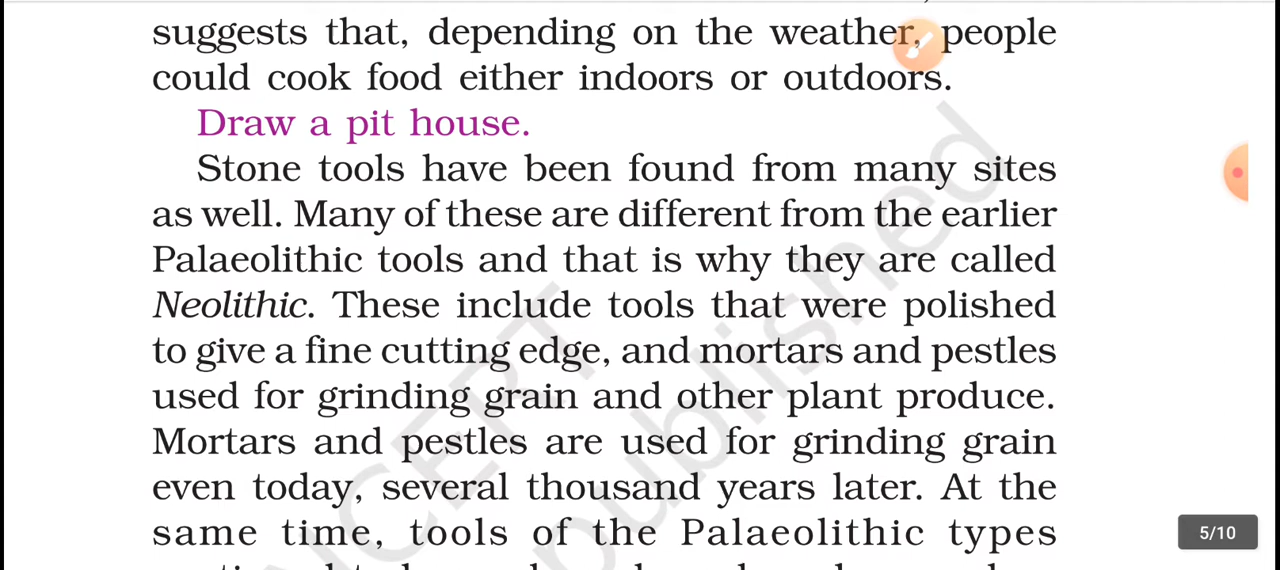 suggests that, depending on the weather, people
could cook food either indoors or outdoors.
Draw a pit house.
Stone tools have been found from many sites
as well. Many of these are different from the earlier
Palaeolithic tools and that is why they are called
Neolithic. These include tools that were polished
to give a fine cutting edge, and mortars and pestles
used for grinding grain and other plant produce.
Mortars and pestles are used for grinding grain
even today, several thousand years later. At the
same time, tools of the Palaeolithic types
5/10
NCERT
published